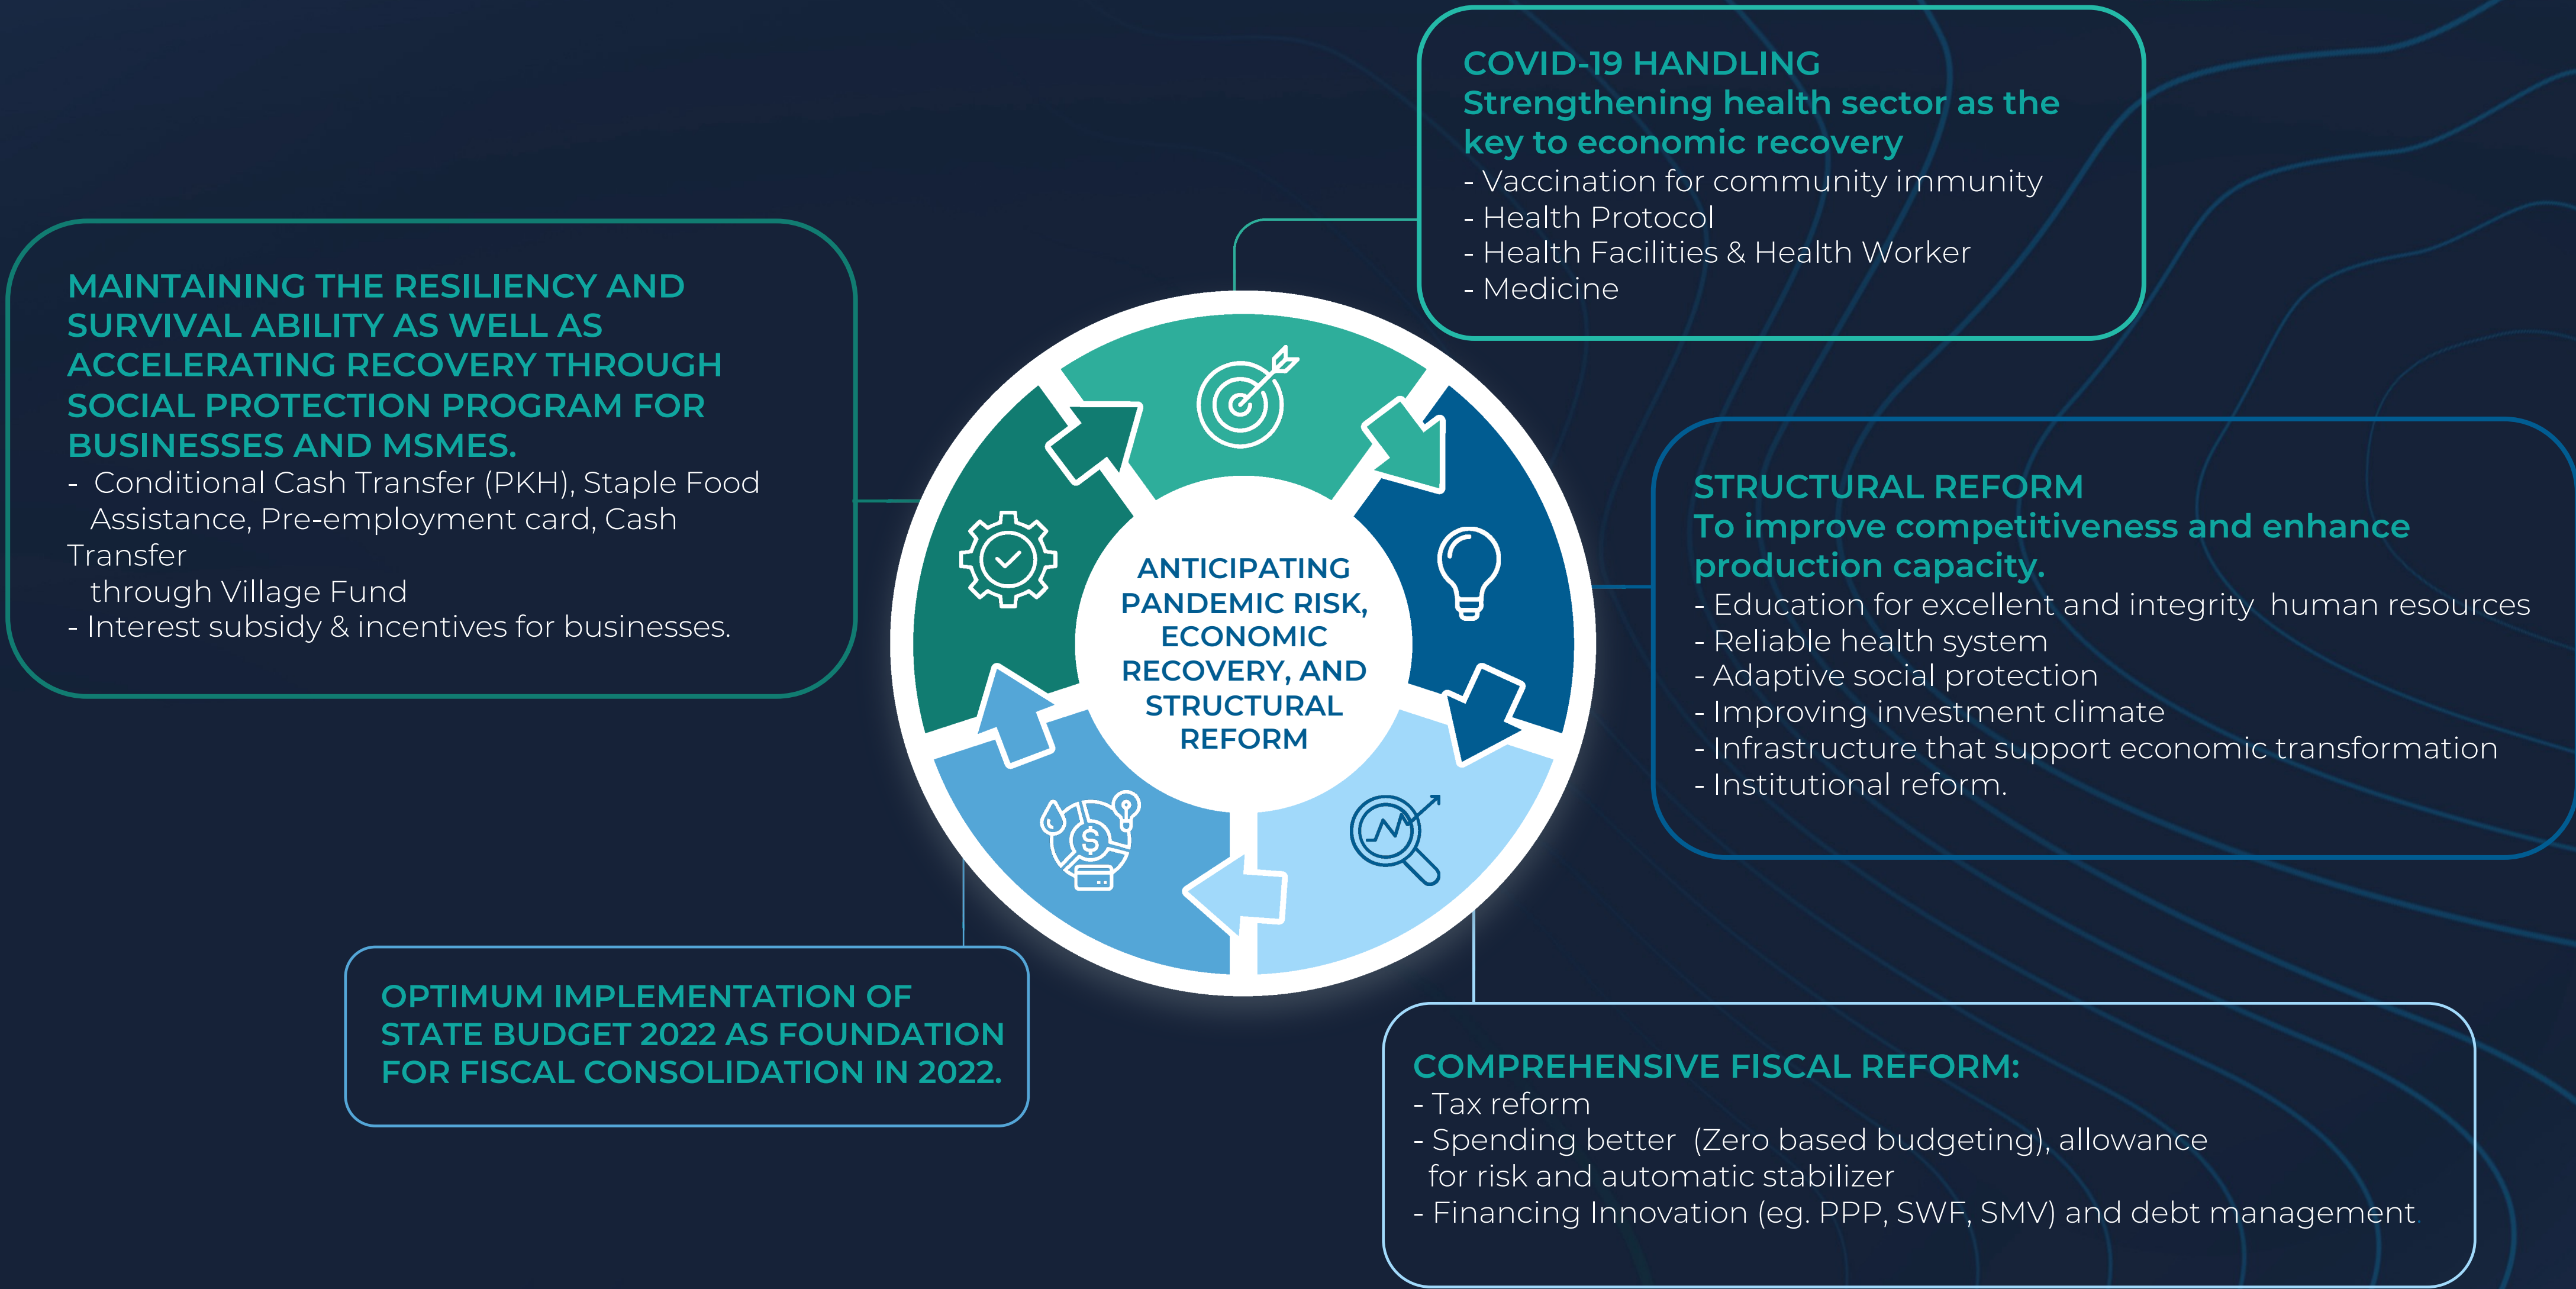 COVID-19 HANDLING
Strengthening health sector as the
key to economic recovery
- Vaccination for community immunity
- Health Protocol
- Health Facilities & Health Worker
- Medicine
MAINTAINING THE RESILIENCY AND
SURVIVAL ABILITY AS WELL AS
ACCELERATING RECOVERY THROUGH
SOCIAL PROTECTION PROGRAM FOR
BUSINESSES AND MSMES.
- Conditional Cash Transfer (PKH), Staple Food
Assistance, Pre-employment card, Cash
Transfer
through Village Fund
- Interest subsidy & incentives for businesses.
ANTICIPATING
PANDEMIC RISK,
ECONOMIC
RECOVERY, AND
STRUCTURAL
REFORM
STRUCTURAL REFORM
To improve competitiveness and enhance
production capacity.
- Education for excellent and integrity human resources
- Reliable health system
- Adaptive social protection
- Improving investment climate
- Infrastructure that support economic transformation
- Institutional reform.
$
OPTIMUM IMPLEMENTATION OF
STATE BUDGET 2022 AS FOUNDATION
FOR FISCAL CONSOLIDATION IN 2022.
COMPREHENSIVE FISCAL REFORM:
- Tax reform
- Spending better (Zero based budgeting), allowance
for risk and automatic stabilizer
- Financing Innovation (eg. PPP, SWF, SMV) and debt management.